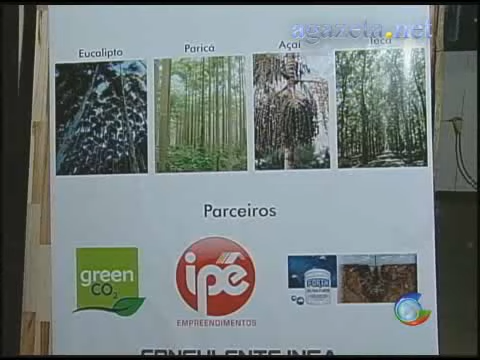 agazeta.net
Eucalipto Paricá Açaí Teca
Parceiros
green
CO2
ipê
EMPREENDIMENTOS